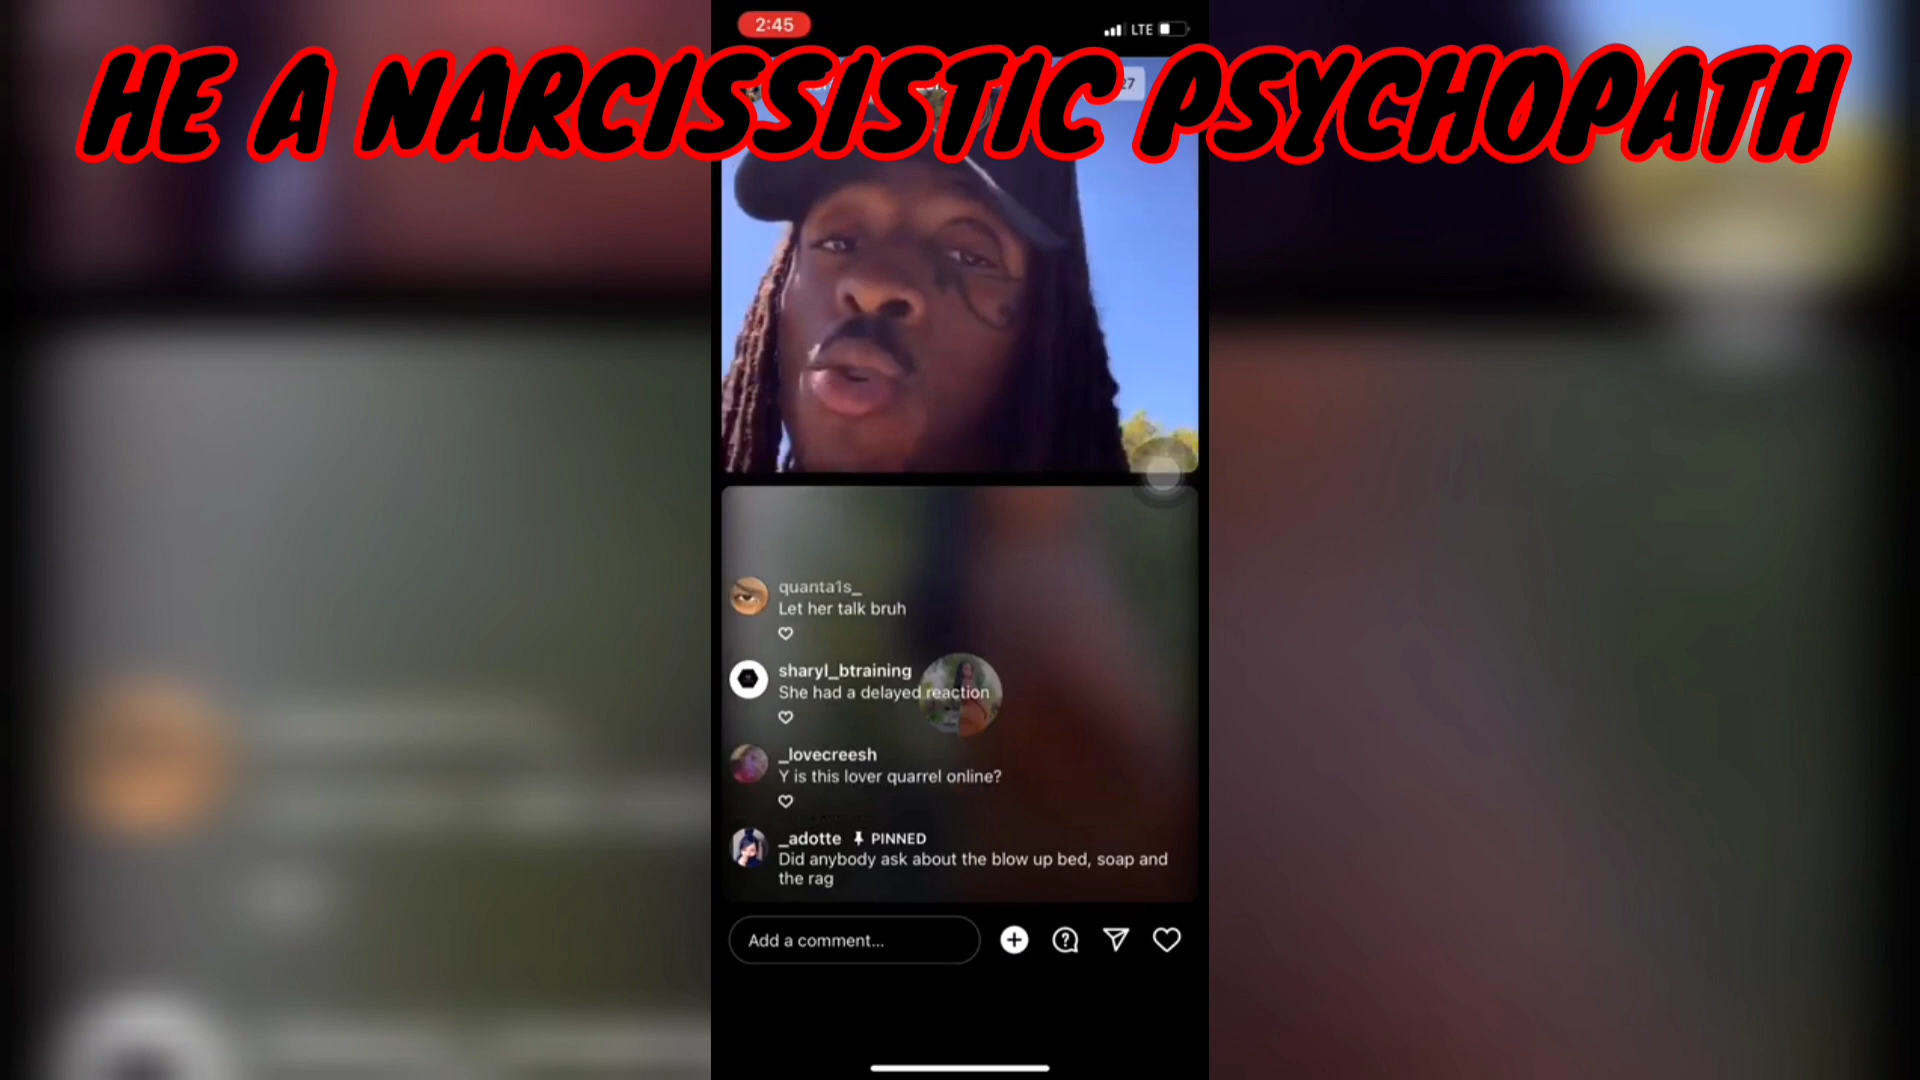 2:45
LTE
HE A NARCISSISTIC PSYCHOPATH
27
quanta1s_
Let her talk bruh
sharyl_btraining
She had a delayed reaction
_lovecreesh
Y is this lover quarrel online?
_adotte PINNED
Did anybody ask about the blow up bed, soap and
the rag
Add a comment...